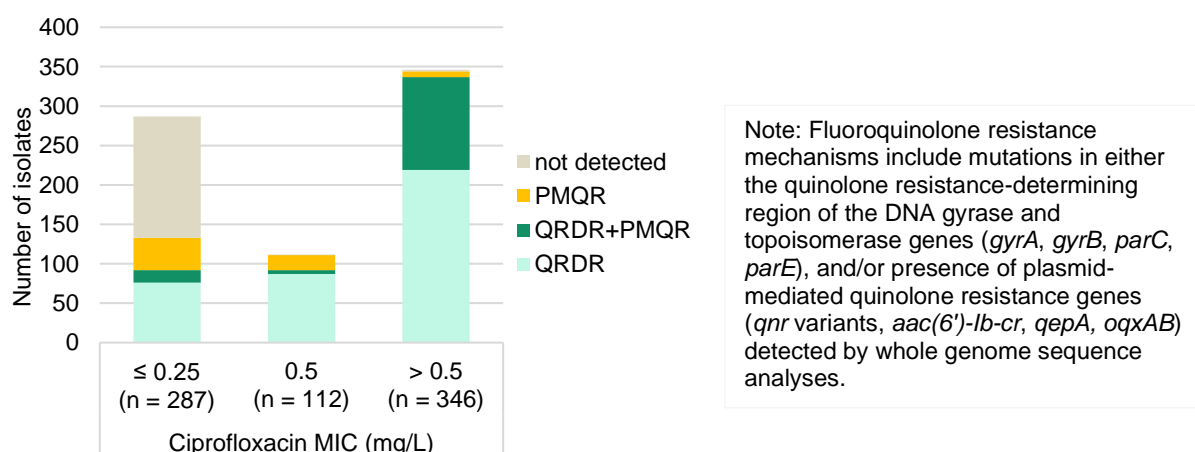 400
350
300
250
200
150
100
50
0
Number of isolates
≤ 0.25
(n = 287)
0.5
(n = 112)
> 0.5
(n = 346)
Ciprofloxacin MIC (mg/L)
not detected
PMQR
QRDR+PMQR
QRDR
Note: Fluoroquinolone resistance
mechanisms include mutations in either
the quinolone resistance-determining
region of the DNA gyrase and
topoisomerase genes (gyrA, gyrB, parC,
parE), and/or presence of plasmid-
mediated quinolone resistance genes
(qnr variants, aac(6')-Ib-cr, qepA, oqxAB)
detected by whole genome sequence
analyses.